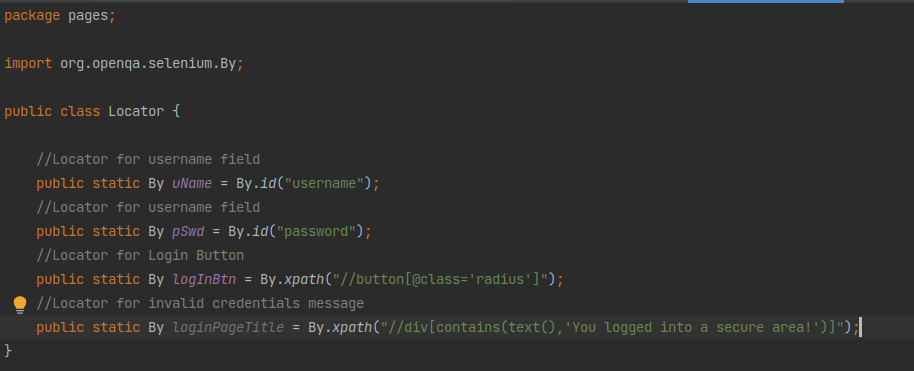 package pages;
import org.openqa.selenium.By;
public class Locator {
//Locator for username field
public static By uName = By.id("username");
//Locator for username field
public static By pSwd = By.id("password");
//Locator for Login Button
public static By logInBtn = By.xpath("//button[@class='radius']");
//Locator for invalid credentials message
public static By loginPageTitle = By.xpath("//div[contains(text(),'You logged into a secure area!')]");
}